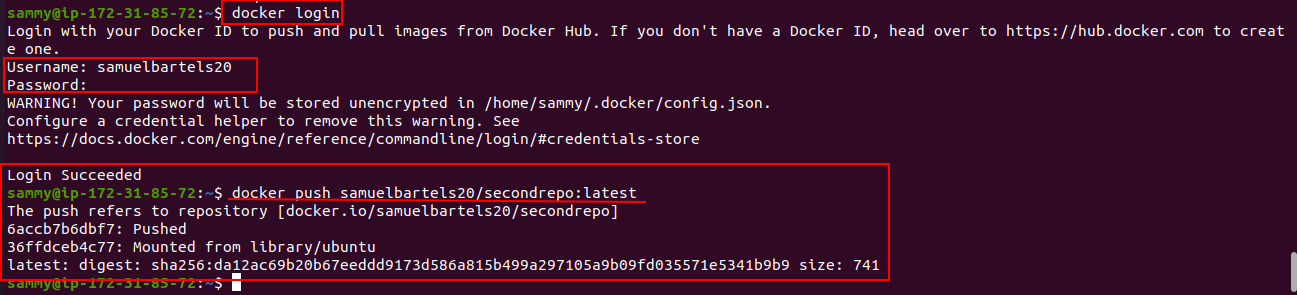 sammy@ip-172-31-85-72:~$ docker login
Login with your Docker ID to push and pull images from Docker Hub. If you don't have a Docker ID, head over to https://hub.docker.com to creat
e one.
Username: samuelbartels20
Password:
WARNING! Your password will be stored unencrypted in /home/sammy/.docker/config.json.
Configure a credential helper to remove this warning. See
https://docs.docker.com/engine/reference/commandline/login/#credentials-store
Login Succeeded
sammy@ip-172-31-85-72:~$ docker push samuelbartels20/secondrepo:latest
The push refers to repository [docker.io/samuelbartels20/secondrepo]
6accb7b6dbf7: Pushed
36ffdceb4c77: Mounted from library/ubuntu
latest: digest: sha256:da12ac69b20b67eeddd9173d586a815b499a297105a9b09fd035571e5341b9b9 size: 741
sammy@ip-172-31-85-72:~$